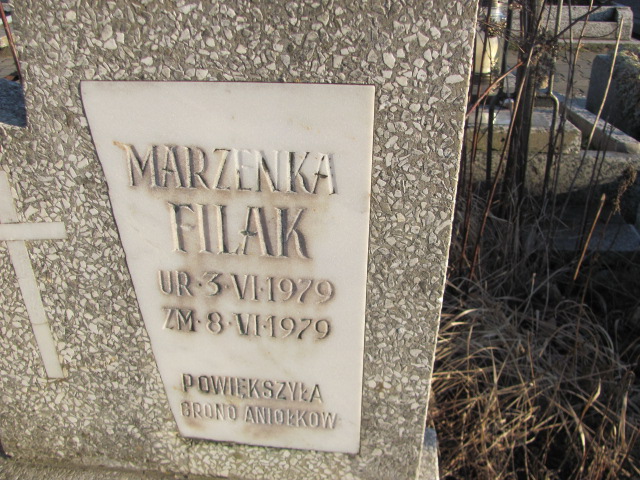 MARZENKA
FILAK
UR·3·VI·1979
ZM·8·VI·1979
POWIĘKSZYŁA
GRONO ANIOŁKÓW